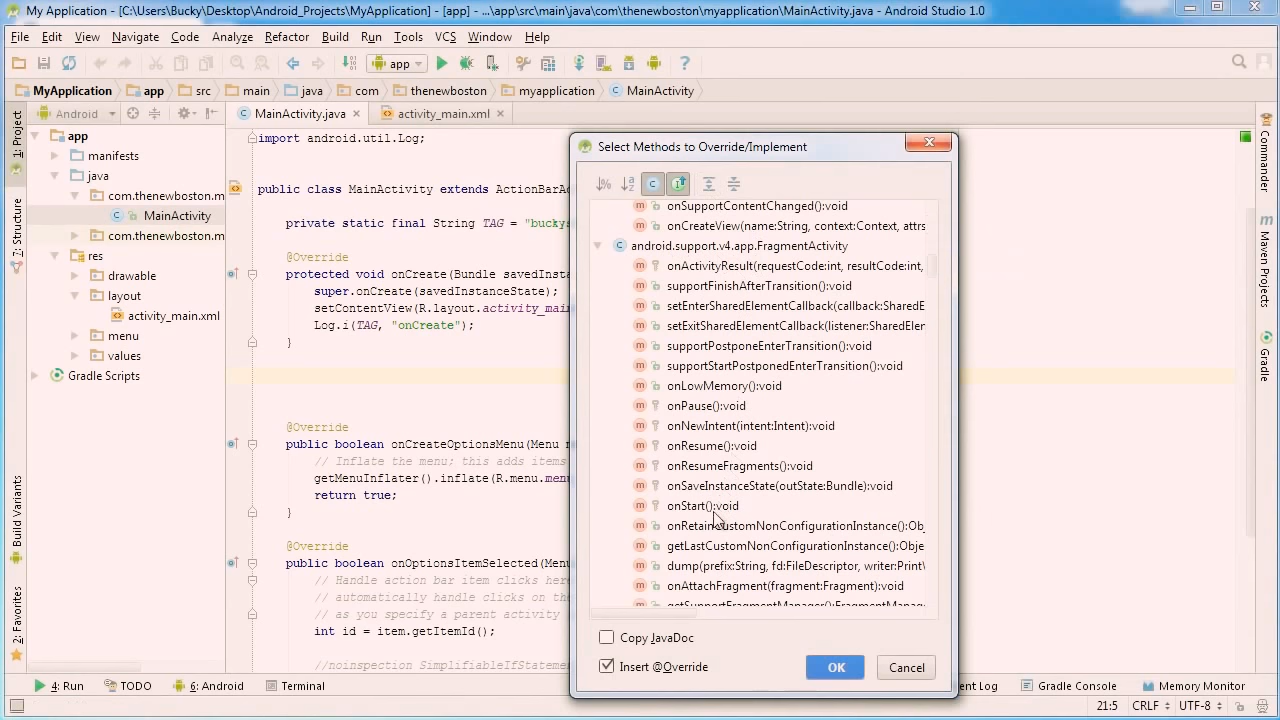 My Application - [C:\Users\Bucky\Desktop\Android_Projects\MyApplication] - [app] - ...\app\src\main\java\com\thenewboston\myapplication\MainActivity.java - Android Studio 1.0
File Edit View Navigate Code Analyze Refactor Build Run Tools VCS Window Help
app
MyApplication app src main java com thenewboston myapplication MainActivity
Android
MainActivity.java activity_main.xml
1: Project
7: Structure
Build Variants
2: Favorites
app
manifests
java
com.thenewboston.m
MainActivity
com.thenewboston.m
res
drawable
layout
activity_main.xml
menu
values
Gradle Scripts
import android.util.Log;
public class MainActivity extends ActionBarAc
private static final String TAG = "bucky
@Override
protected void onCreate(Bundle savedInsta
super.onCreate(savedInstanceState);
setContentView(R.layout.activity_main
Log.i(TAG, "onCreate");
}
@Override
public boolean onCreateOptionsMenu(Menu m
// Inflate the menu; this adds items
getMenuInflater().inflate(R.menu.menu
return true;
}
@Override
public boolean onOptionsItemSelected(Menu
// Handle action bar item clicks here
// automatically handle clicks on the
// as you specify a parent activity
int id = item.getItemId();
//noinspection SimplifiableIfStatemen
Select Methods to Override/Implement
onSupportContentChanged():void
onCreateView(name:String, context:Context, attrs
android.support.v4.app.FragmentActivity
onActivityResult(requestCode:int, resultCode:int,
supportFinishAfterTransition():void
setEnterSharedElementCallback(callback:SharedE
setExitSharedElementCallback(listener:SharedElem
supportPostponeEnterTransition():void
supportStartPostponedEnterTransition():void
onLowMemory():void
onPause():void
onNewIntent(intent:Intent):void
onResume():void
onResumeFragments():void
onSaveInstanceState(outState:Bundle):void
onStart():void
onRetainCustomNonConfigurationInstance():Obj
getLastCustomNonConfigurationInstance():Obje
dump(prefix:String, fd:FileDescriptor, writer:PrintW
onAttachFragment(fragment:Fragment):void
getSupportFragmentManager():FragmentManag
Copy JavaDoc
Insert @Override
OK Cancel
Commander
Maven Projects
Gradle
4: Run TODO 6: Android Terminal nt Log Gradle Console Memory Monitor
21:5 CRLF UTF-8